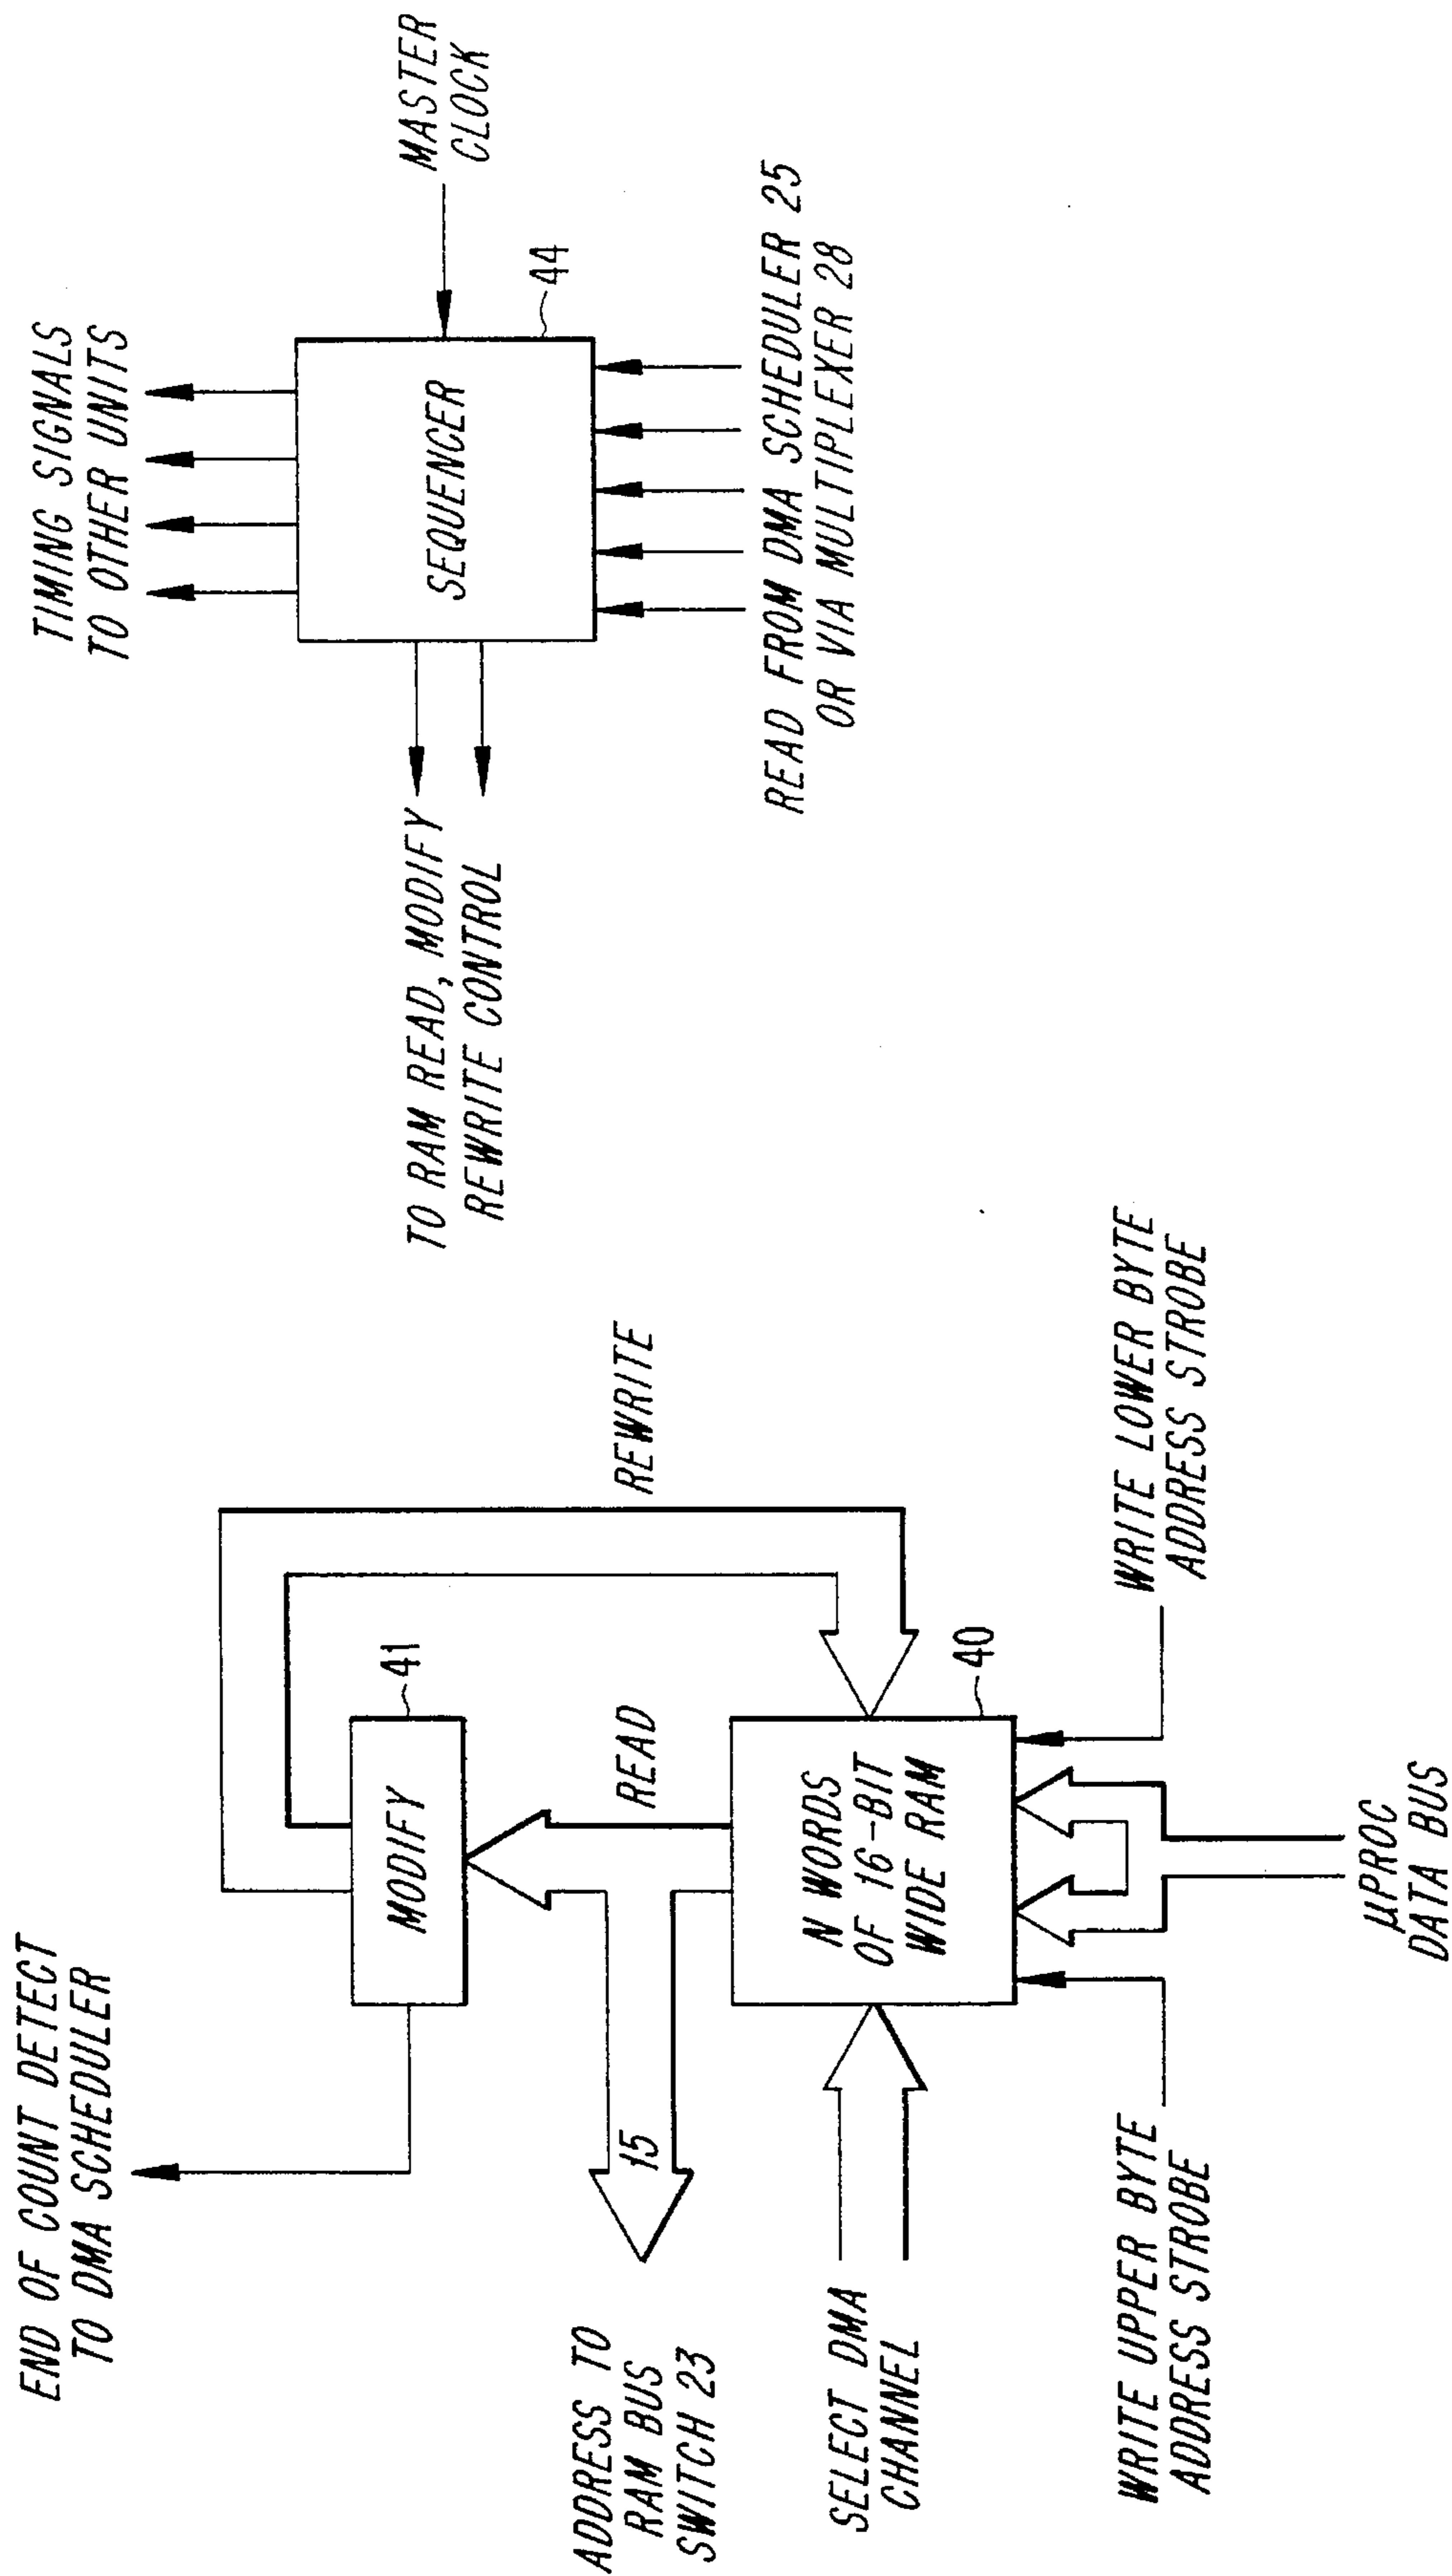 END OF COUNT DETECT
TO DMA SCHEDULER
MODIFY
41
REWRITE
READ
15
ADDRESS TO
RAM BUS
SWITCH 23
SELECT DMA
CHANNEL
N WORDS
OF 16-BIT
WIDE RAM
40
WRITE UPPER BYTE
ADDRESS STROBE
WRITE LOWER BYTE
ADDRESS STROBE
µPROC
DATA BUS
TIMING SIGNALS
TO OTHER UNITS
SEQUENCER
44
MASTER
CLOCK
TO RAM READ, MODIFY
REWRITE CONTROL
READ FROM DMA SCHEDULER 25
OR VIA MULTIPLEXER 28